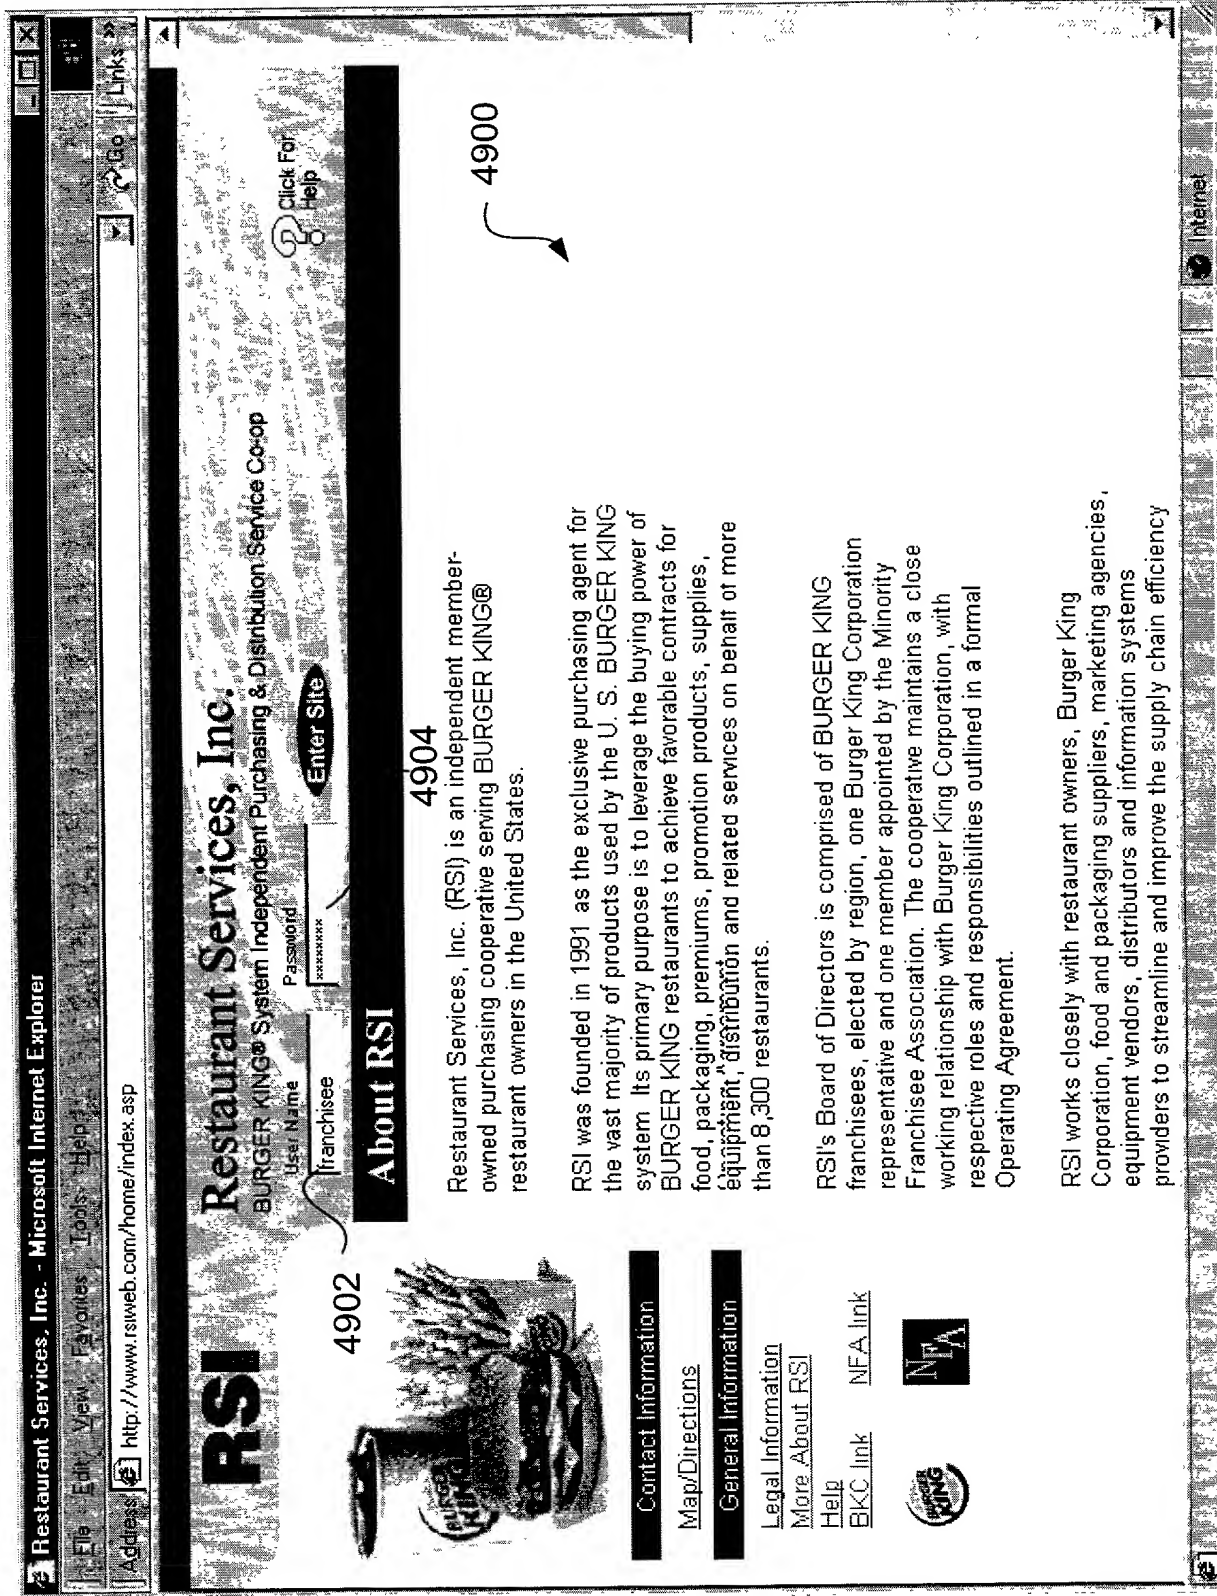 Restaurant Services, Inc. - Microsoft Internet Explorer
File Edit View Favorites Tools Help
Address http://www.rsiweb.com/home/index.asp Go Links »
RSI
Restaurant Services, Inc.
BURGER KING® System Independent Purchasing & Distribution Service Co-op
User Name Password
franchisee xxxxxxxxx Enter Site
? Click For Help
4902
4904
4900
About RSI
BURGER KING
Contact Information
Map/Directions
General Information
Legal Information
More About RSI
Help
BKC link NFA link
BURGER KING
NFA
Restaurant Services, Inc. (RSI) is an independent member-
owned purchasing cooperative serving BURGER KING®
restaurant owners in the United States.
RSI was founded in 1991 as the exclusive purchasing agent for
the vast majority of products used by the U. S. BURGER KING
system. Its primary purpose is to leverage the buying power of
BURGER KING restaurants to achieve favorable contracts for
food, packaging, premiums, promotion products, supplies,
equipment, distribution and related services on behalf of more
than 8,300 restaurants.
RSI's Board of Directors is comprised of BURGER KING
franchisees, elected by region, one Burger King Corporation
representative and one member appointed by the Minority
Franchisee Association. The cooperative maintains a close
working relationship with Burger King Corporation, with
respective roles and responsibilities outlined in a formal
Operating Agreement.
RSI works closely with restaurant owners, Burger King
Corporation, food and packaging suppliers, marketing agencies,
equipment vendors, distributors and information systems
providers to streamline and improve the supply chain efficiency
Internet